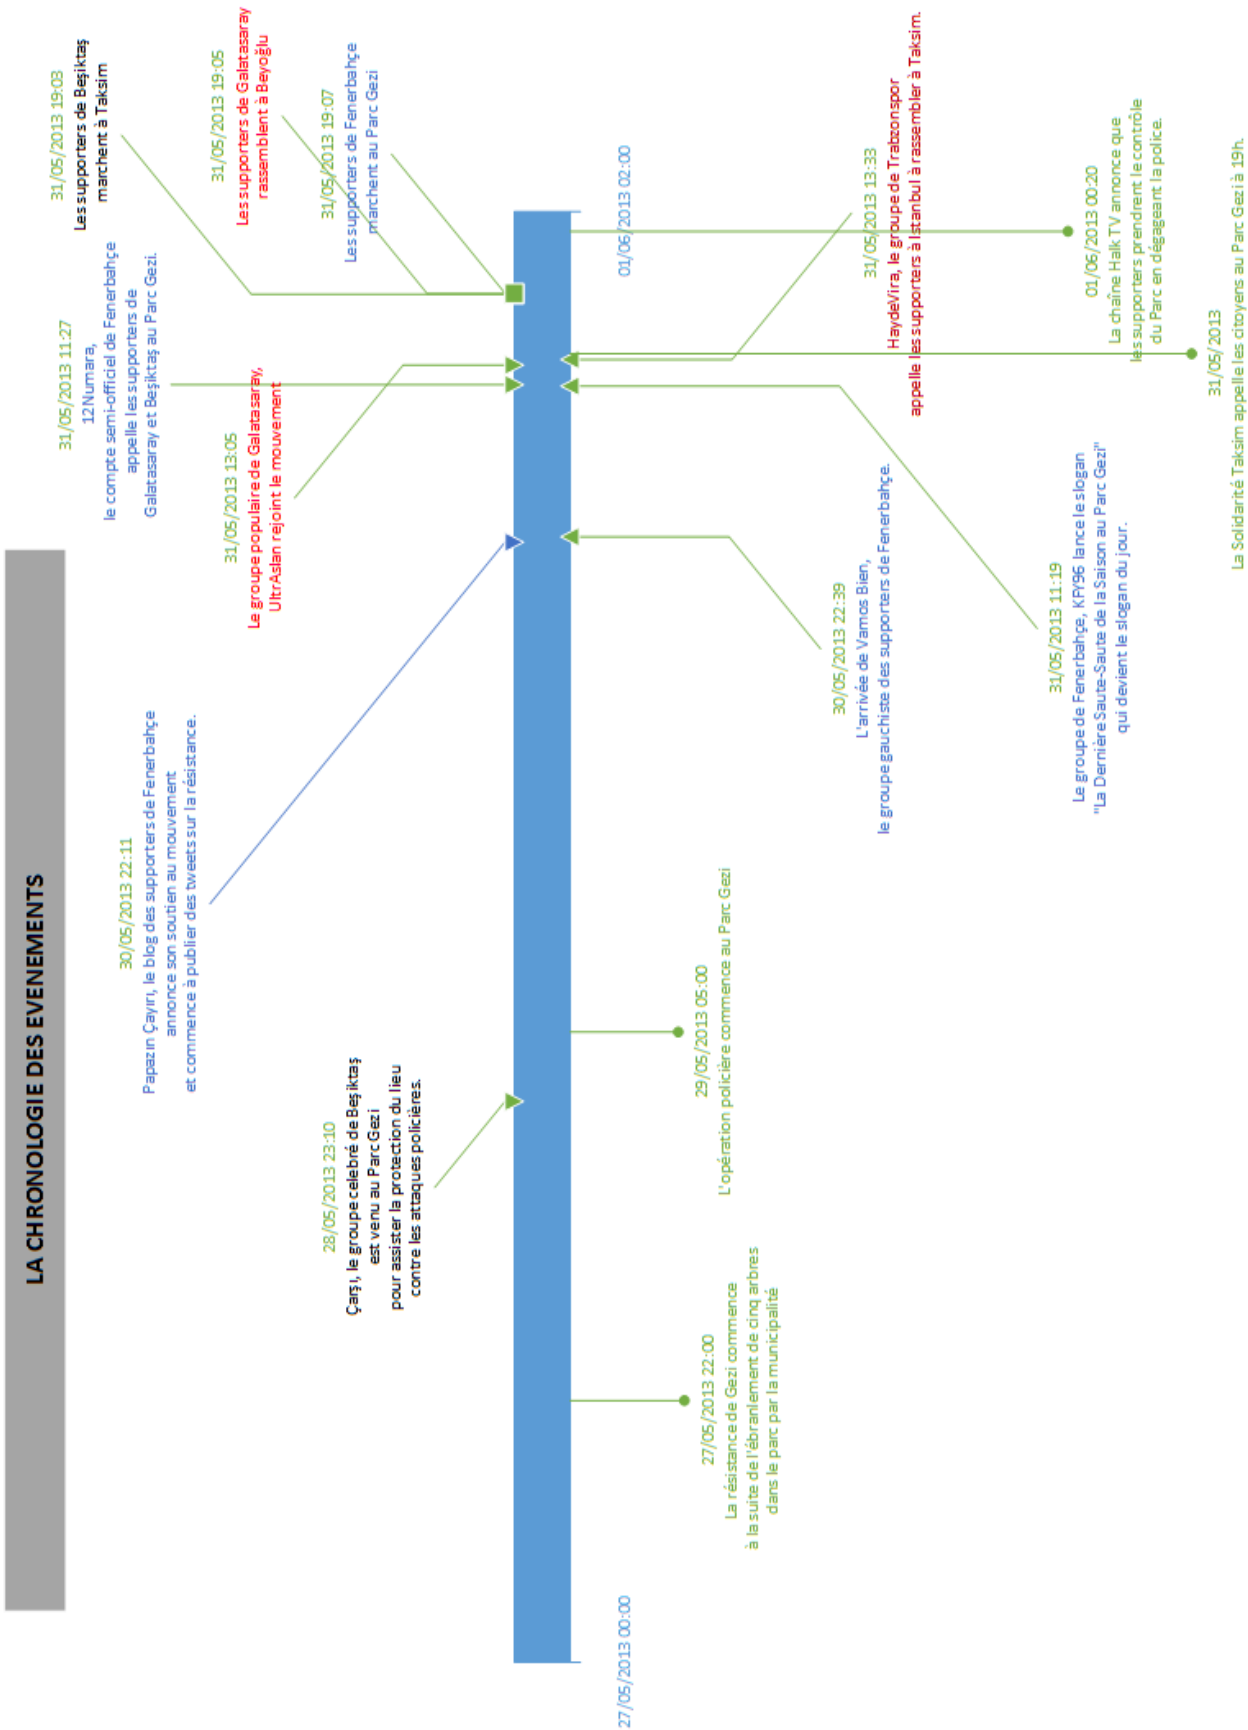 LA CHRONOLOGIE DES EVENEMENTS
28/05/2013 23:10
Çarşı, le groupe celebré de Beşiktaş
est venu au Parc Gezi
pour assister la protection du lieu
contre les attaques policières.
30/05/2013 22:11
Papazın Çayırı, le blog des supporters de Fenerbahçe
annonce son soutien au mouvement
et commence à publier des tweets sur la résistance.
31/05/2013 13:05
Le groupe populaire de Galatasaray,
UltrAslan rejoint le mouvement
31/05/2013 11:27
12Numara,
le compte semi-officiel de Fenerbahçe
appelle les supporters de
Galatasaray et Beşiktaş au Parc Gezi.
31/05/2013 19:03
Les supporters de Beşiktaş
marchent à Taksim
31/05/2013 19:05
Les supporters de Galatasaray
rassemblent à Beyoğlu
31/05/2013 19:07
Les supporters de Fenerbahçe
marchent au Parc Gezi
27/05/2013 00:00
01/06/2013 02:00
27/05/2013 22:00
La résistance de Gezi commence
à la suite de l'ébranlement de cinq arbres
dans le parc par la municipalité
29/05/2013 05:00
L'opération policière commence au Parc Gezi
30/05/2013 22:39
L'arrivée de Vamos Bien,
le groupe gauchiste des supporters de Fenerbahçe.
31/05/2013 11:19
Le groupe de Fenerbahçe, KFY96 lance le slogan
"La Dernière Saute-Saute de la Saison au Parc Gezi"
qui devient le slogan du jour.
31/05/2013 13:33
HaydeVira, le groupe de Trabzonspor
appelle les supporters à Istanbul à rassembler à Taksim.
01/06/2013 00:20
La chaîne Halk TV annonce que
les supporters prendrent le contrôle
du Parc en dégageant la police.
31/05/2013
La Solidarité Taksim appelle les citoyens au Parc Gezi à 19h.